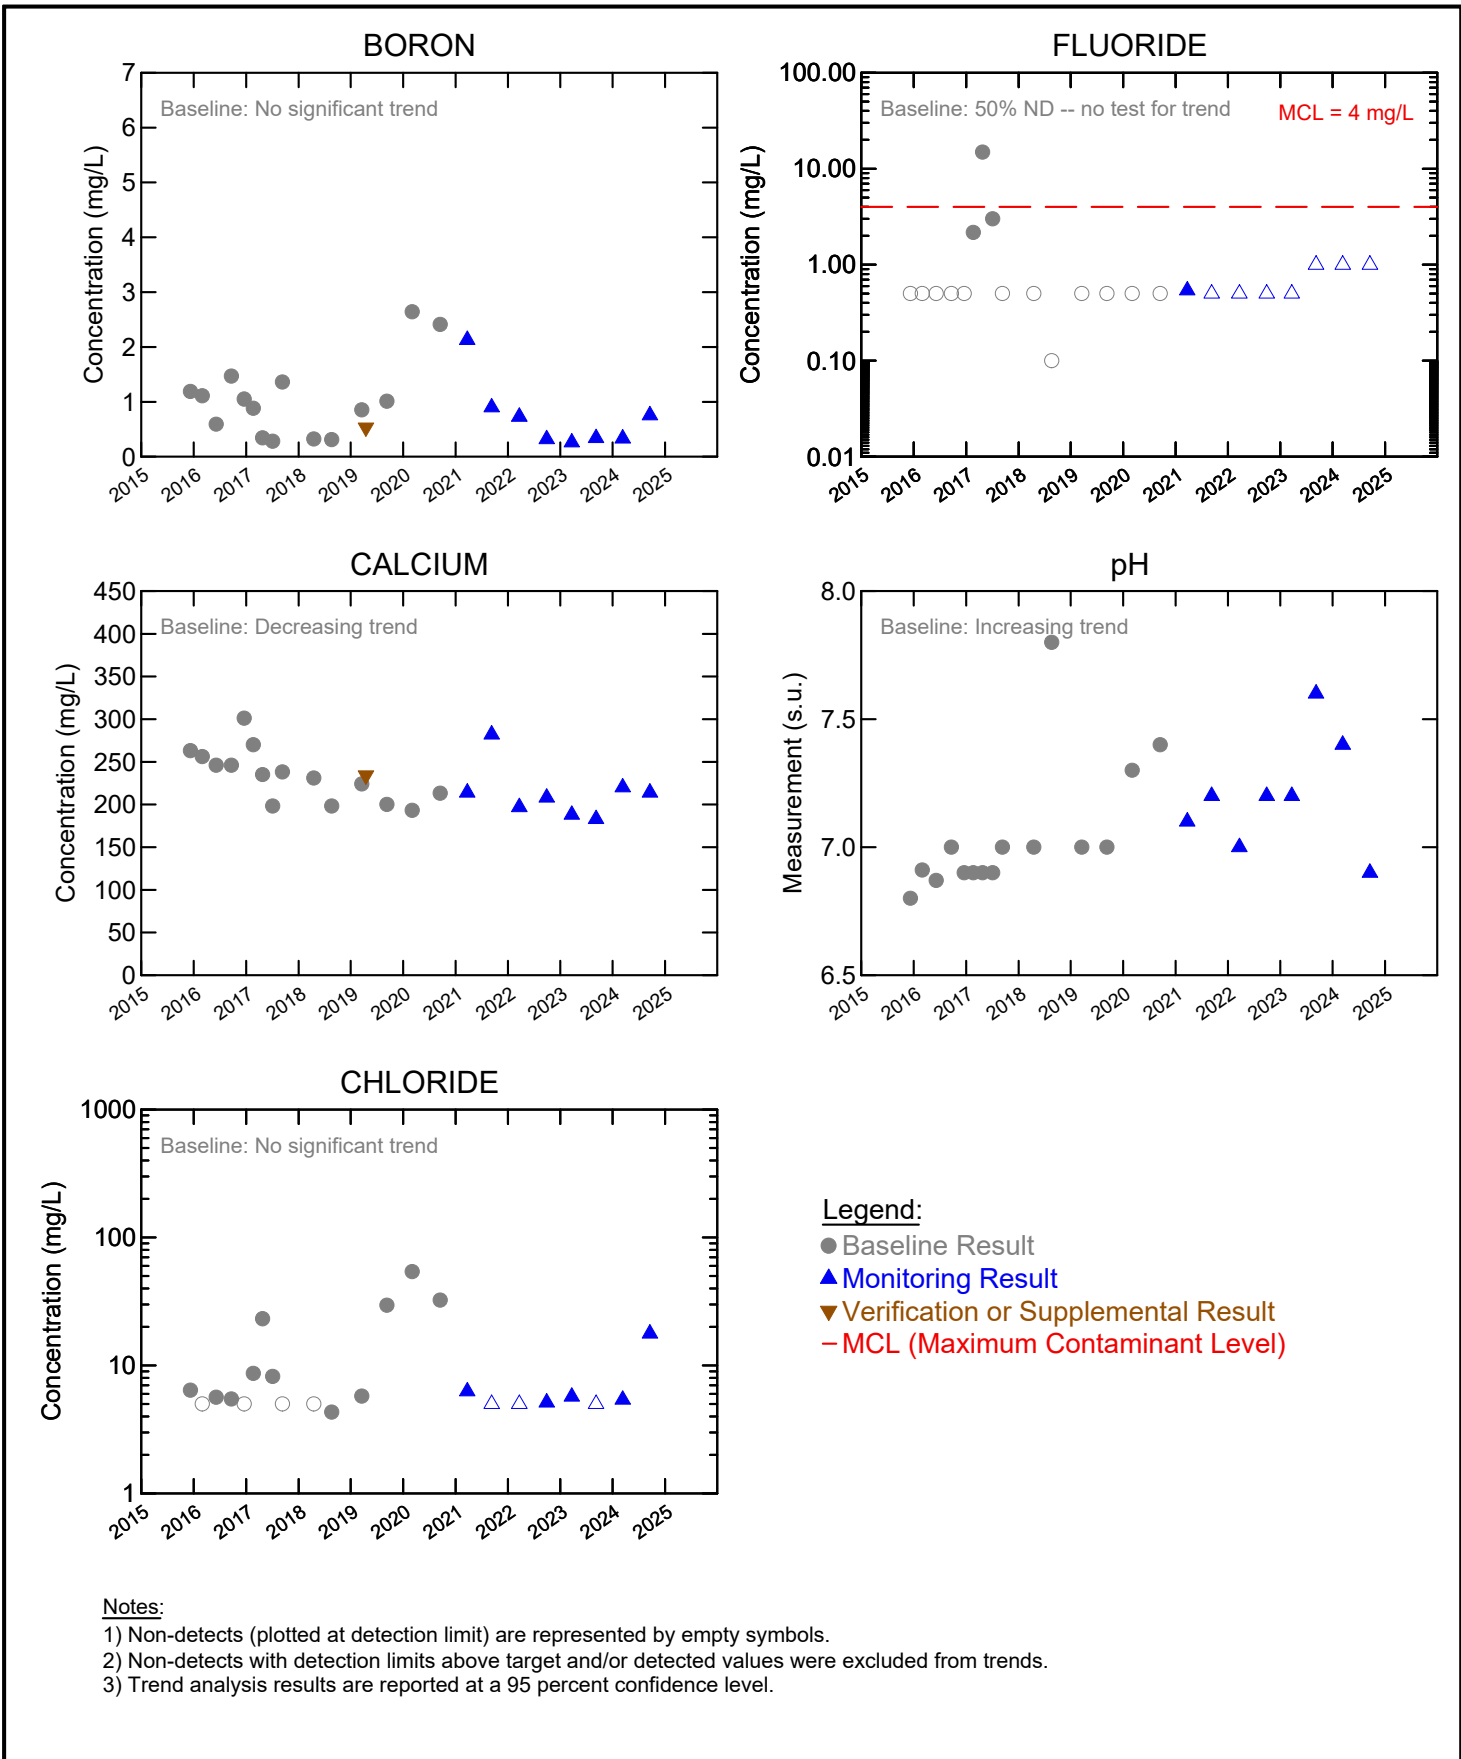 BORON
Baseline: No significant trend
Concentration (mg/L)
7
6
5
4
3
2
1
0
2015 2016 2017 2018 2019 2020 2021 2022 2023 2024 2025
FLUORIDE
Baseline: 50% ND -- no test for trend
MCL = 4 mg/L
Concentration (mg/L)
100.00
10.00
1.00
0.10
0.01
2015 2016 2017 2018 2019 2020 2021 2022 2023 2024 2025
CALCIUM
Baseline: Decreasing trend
Concentration (mg/L)
450
400
350
300
250
200
150
100
50
0
2015 2016 2017 2018 2019 2020 2021 2022 2023 2024 2025
pH
Baseline: Increasing trend
Measurement (s.u.)
8.0
7.5
7.0
6.5
2015 2016 2017 2018 2019 2020 2021 2022 2023 2024 2025
CHLORIDE
Baseline: No significant trend
Concentration (mg/L)
1000
100
10
1
2015 2016 2017 2018 2019 2020 2021 2022 2023 2024 2025
Legend:
Baseline Result
Monitoring Result
Verification or Supplemental Result
MCL (Maximum Contaminant Level)
Notes:
1) Non-detects (plotted at detection limit) are represented by empty symbols.
2) Non-detects with detection limits above target and/or detected values were excluded from trends.
3) Trend analysis results are reported at a 95 percent confidence level.